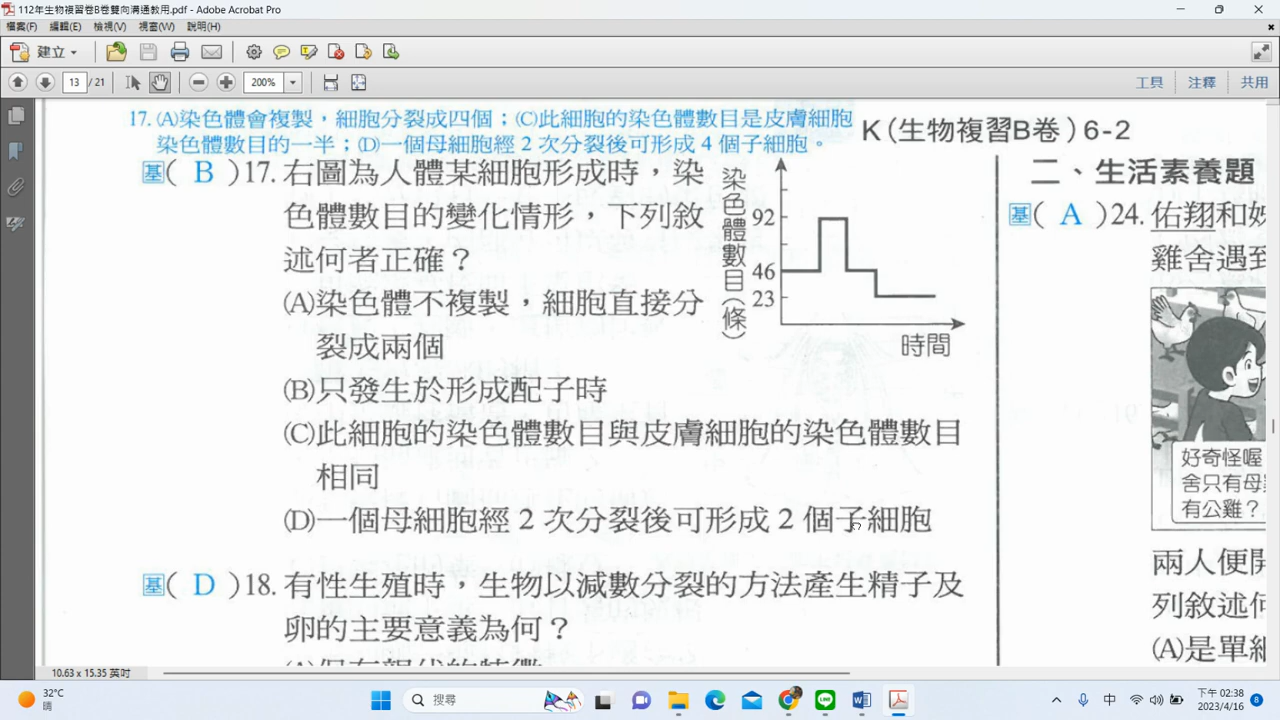 112年生物複習卷B卷雙向溝通教用.pdf - Adobe Acrobat Pro
檔案(F) 編輯(E) 檢視(V) 視窗(W) 說明(H)
建立
13 / 21 200% 工具 注釋 共用
17. (A)染色體會複製，細胞分裂成四個；(C)此細胞的染色體數目是皮膚細胞
染色體數目的一半；(D)一個母細胞經 2 次分裂後可形成 4 個子細胞。
K(生物複習B卷) 6-2
基( B )17. 右圖為人體某細胞形成時，染
色體數目的變化情形，下列敘
述何者正確？
(A)染色體不複製，細胞直接分
裂成兩個
(B)只發生於形成配子時
(C)此細胞的染色體數目與皮膚細胞的染色體數目
相同
(D)一個母細胞經 2 次分裂後可形成 2 個子細胞
染色體數目(條)
92
46
23
時間
基( D )18. 有性生殖時，生物以減數分裂的方法產生精子及
卵的主要意義為何？
二、生活素養題
基( A )24. 佑翔和
雞舍遇到
好奇怪喔
舍只有母
有公雞？
兩人便開
列敘述何
(A)是單細
10.63 x 15.35 英吋
32°C
晴
搜尋
中
下午 02:38
2023/4/16
8